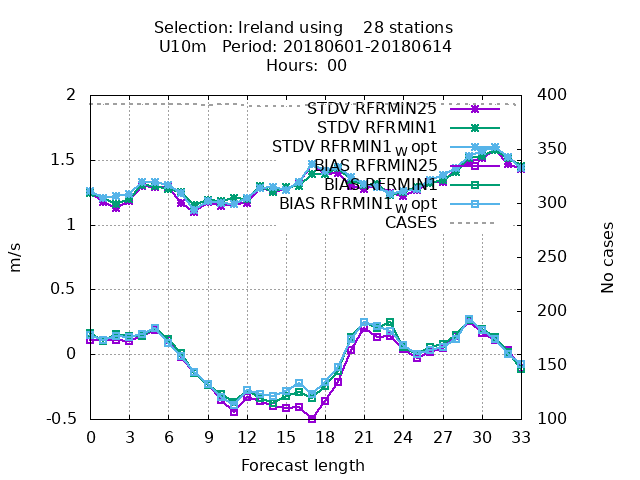 Selection: Ireland using    28 stations
U10m   Period: 20180601-20180614
Hours: 00
2
1.5
1
0.5
0
-0.5
400
350
300
250
200
150
100
STDV RFRMIN25
STDV RFRMIN1
STDV RFRMIN1W opt
BIAS RFRMIN25
BIAS RFRMIN1
BIAS RFRMIN1W opt
CASES
m/s
No cases
0 3 6 9 12 15 18 21 24 27 30 33
Forecast length